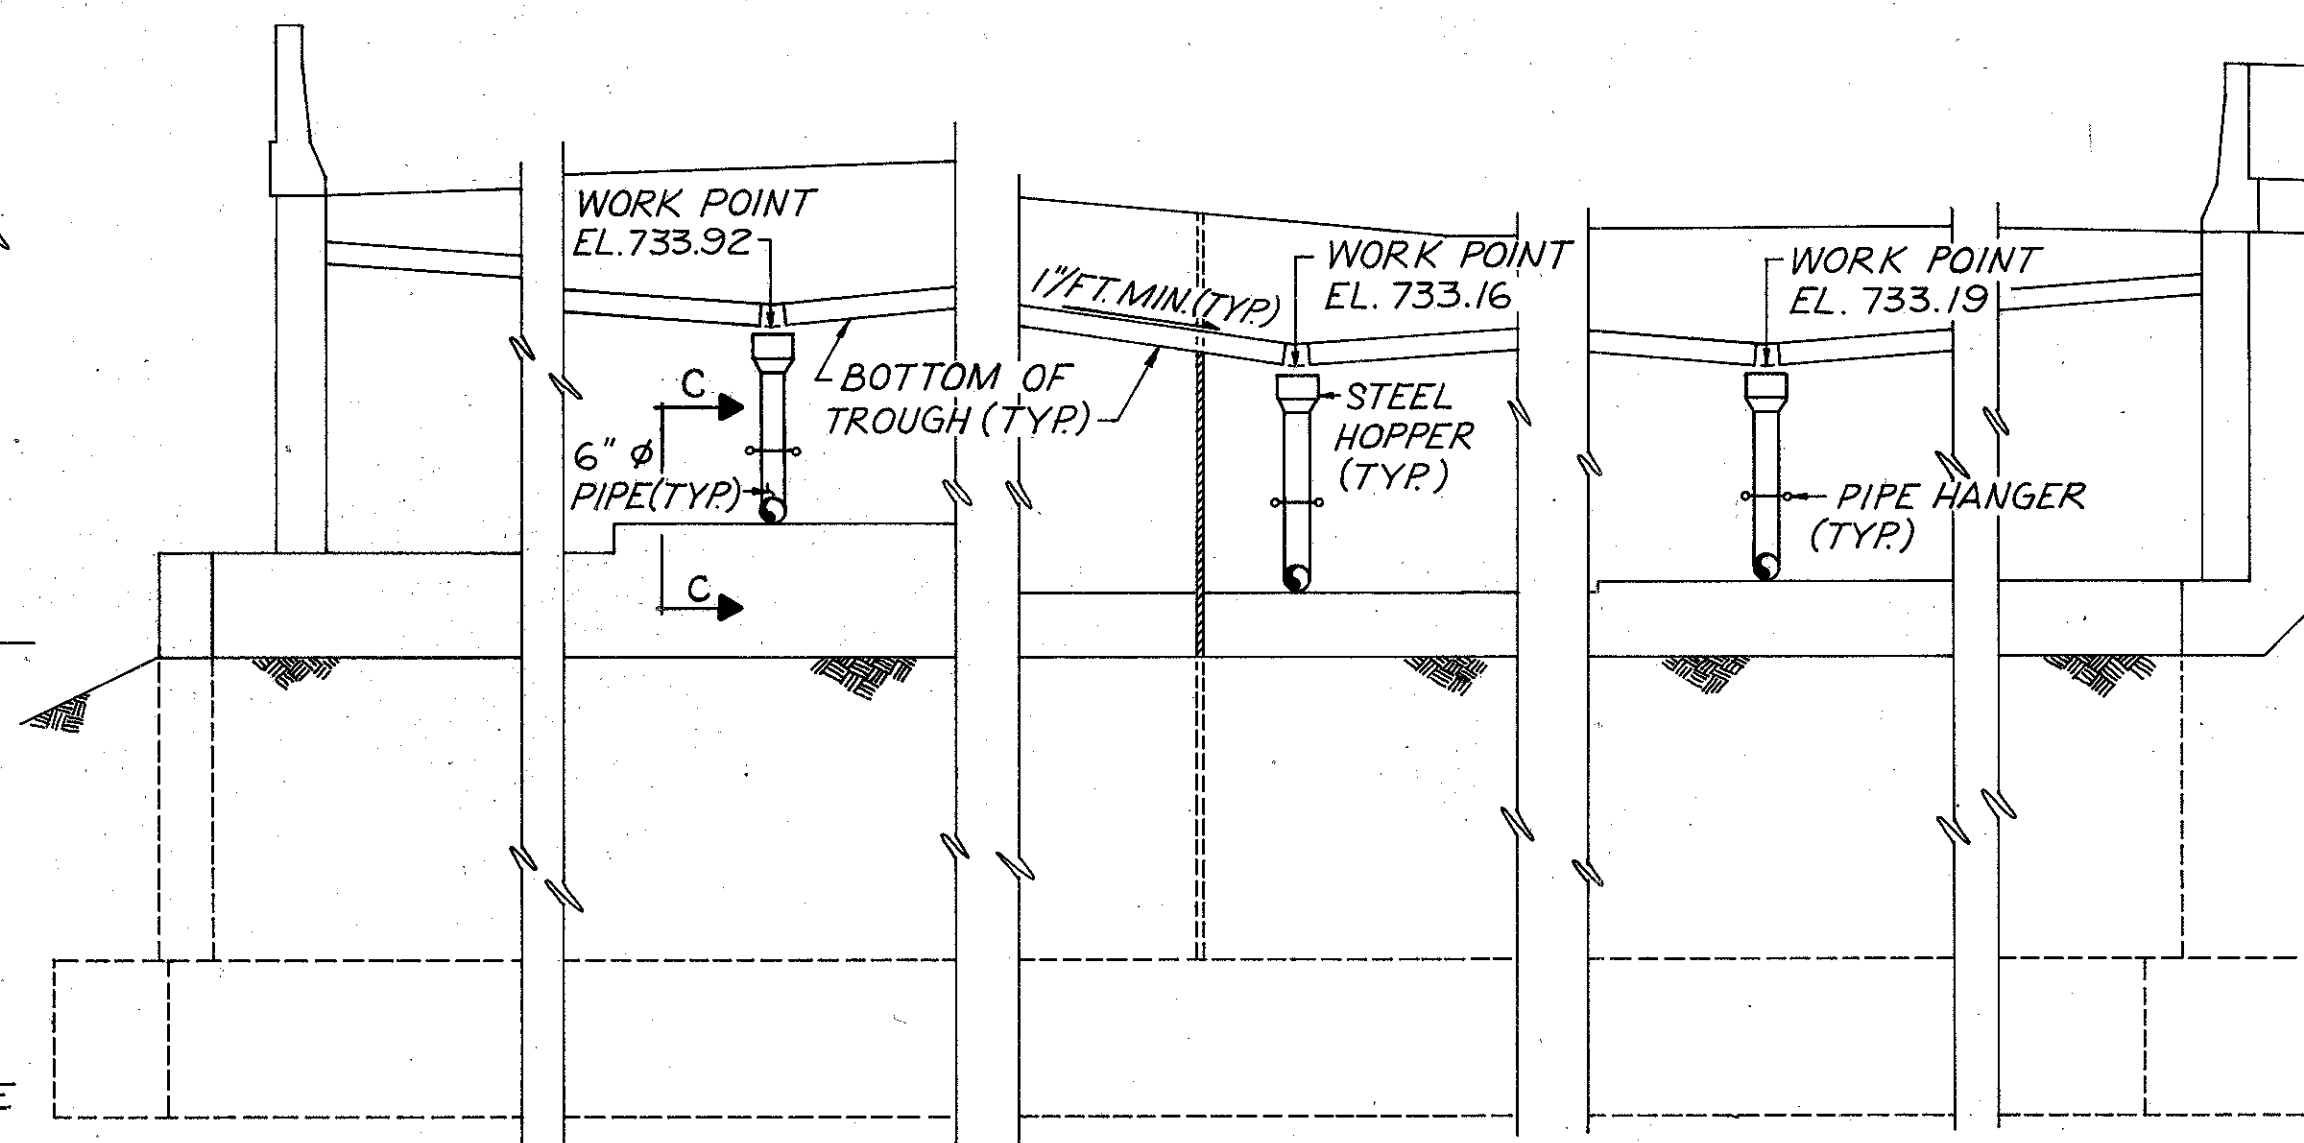 WORK POINT
EL. 733.92
1"/FT. MIN. (TYP.)
WORK POINT
EL. 733.16
WORK POINT
EL. 733.19
C
BOTTOM OF
TROUGH (TYP.)
STEEL
HOPPER
(TYP.)
6" Ø
PIPE (TYP.)
PIPE HANGER
(TYP.)
C